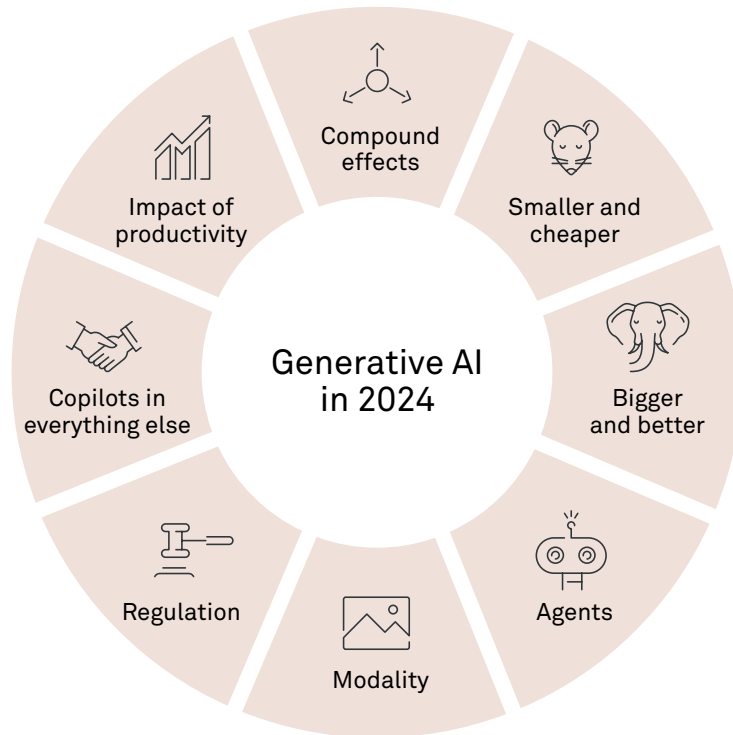 Generative AI
in 2024
Compound
effects
Smaller and
cheaper
Bigger
and better
Agents
Modality
Regulation
Copilots in
everything else
Impact of
productivity